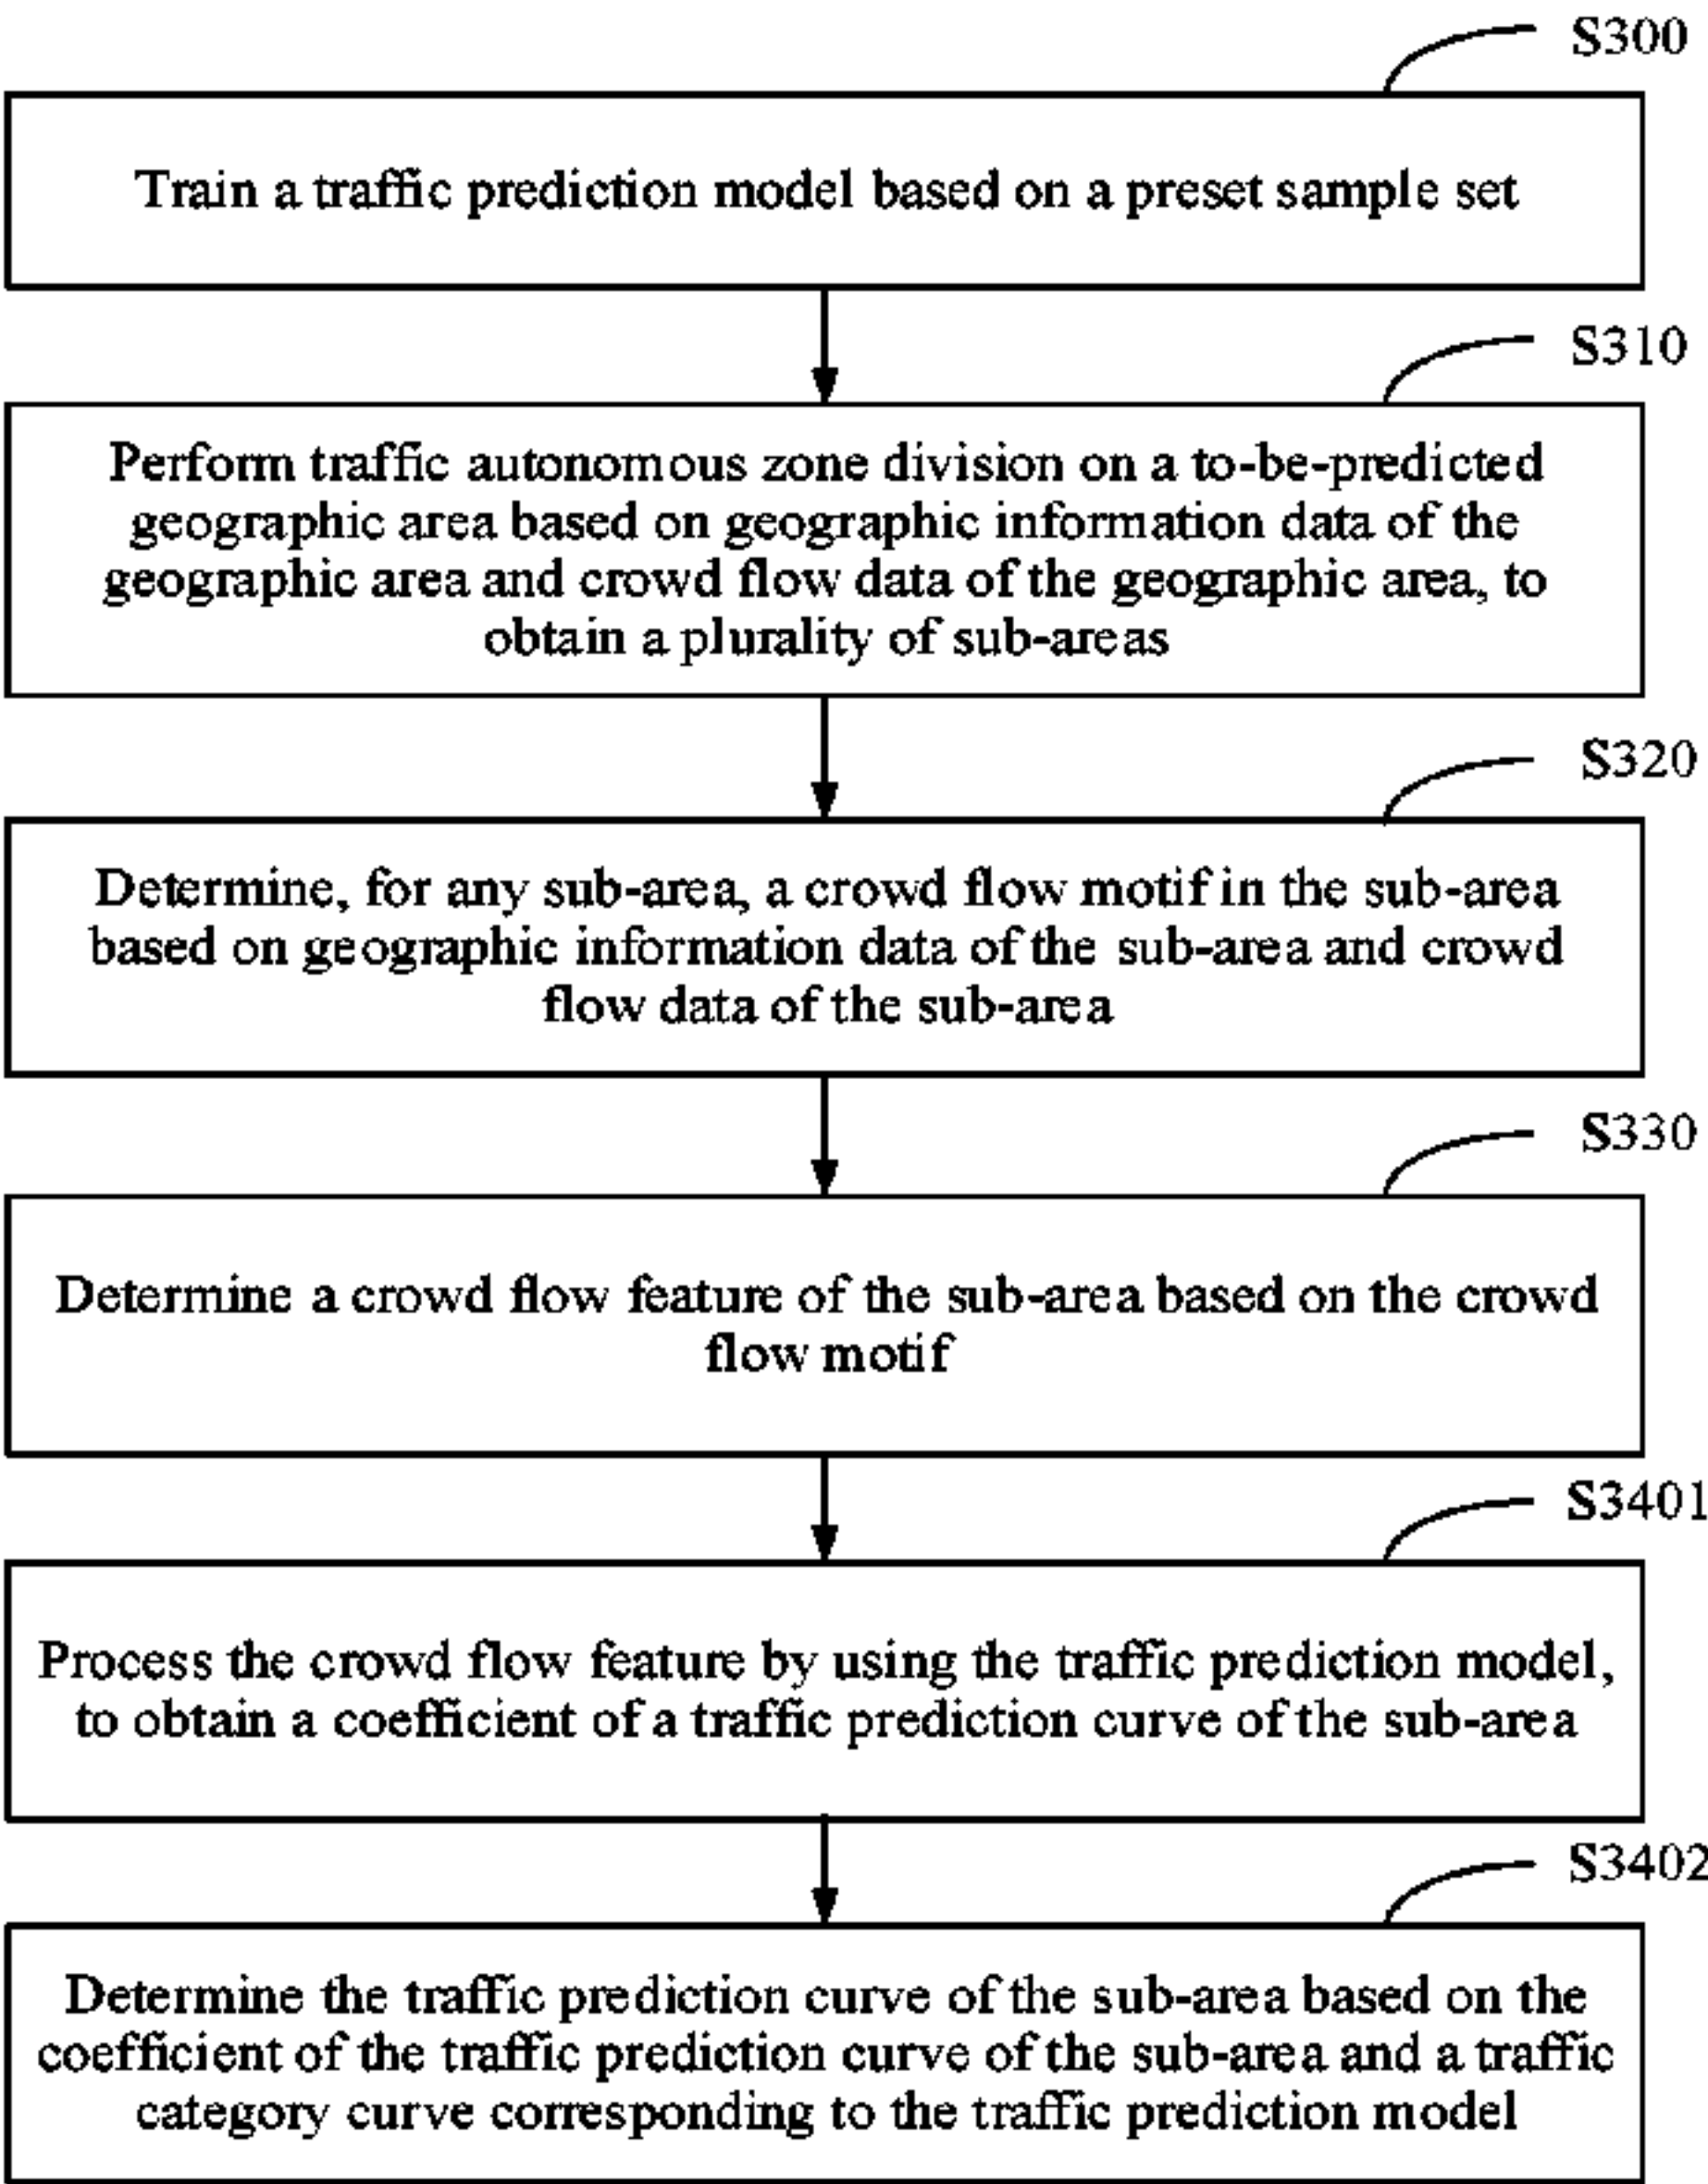 S300
Train a traffic prediction model based on a preset sample set
S310
Perform traffic autonomous zone division on a to-be-predicted
geographic area based on geographic information data of the
geographic area and crowd flow data of the geographic area, to
obtain a plurality of sub-areas
S320
Determine, for any sub-area, a crowd flow motif in the sub-area
based on geographic information data of the sub-area and crowd
flow data of the sub-area
S330
Determine a crowd flow feature of the sub-area based on the crowd
flow motif
S3401
Process the crowd flow feature by using the traffic prediction model,
to obtain a coefficient of a traffic prediction curve of the sub-area
S3402
Determine the traffic prediction curve of the sub-area based on the
coefficient of the traffic prediction curve of the sub-area and a traffic
category curve corresponding to the traffic prediction model